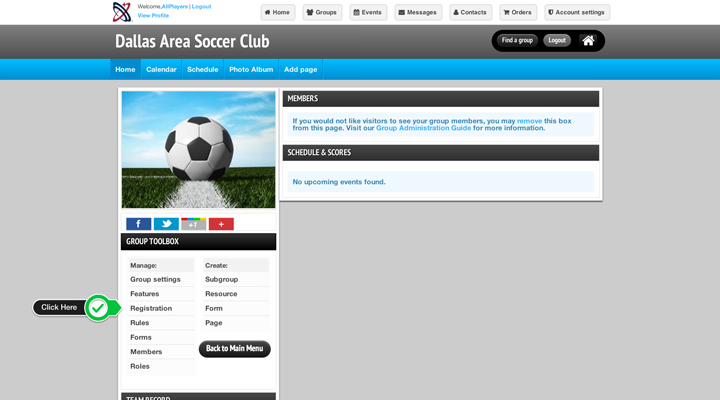 Welcome,AllPlayers | Logout
View Profile
Home
Groups
Events
Messages
Contacts
Orders
Account settings
Dallas Area Soccer Club
Find a group
Logout
Home
Calendar
Schedule
Photo Album
Add page
MEMBERS
If you would not like visitors to see your group members, you may remove this box
from this page. Visit our Group Administration Guide for more information.
SCHEDULE & SCORES
No upcoming events found.
f
+1
+
GROUP TOOLBOX
Manage:
Group settings
Features
Registration
Rules
Forms
Members
Roles
Create:
Subgroup
Resource
Form
Page
Back to Main Menu
Click Here
TEAM RECORD